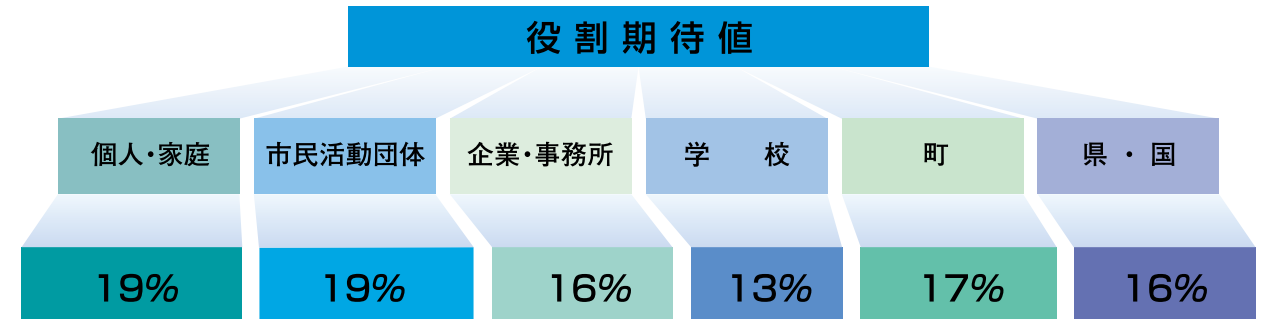 役割期待値
個人・家庭
市民活動団体
企業・事務所
学校
町
県・国
19%
19%
16%
13%
17%
16%